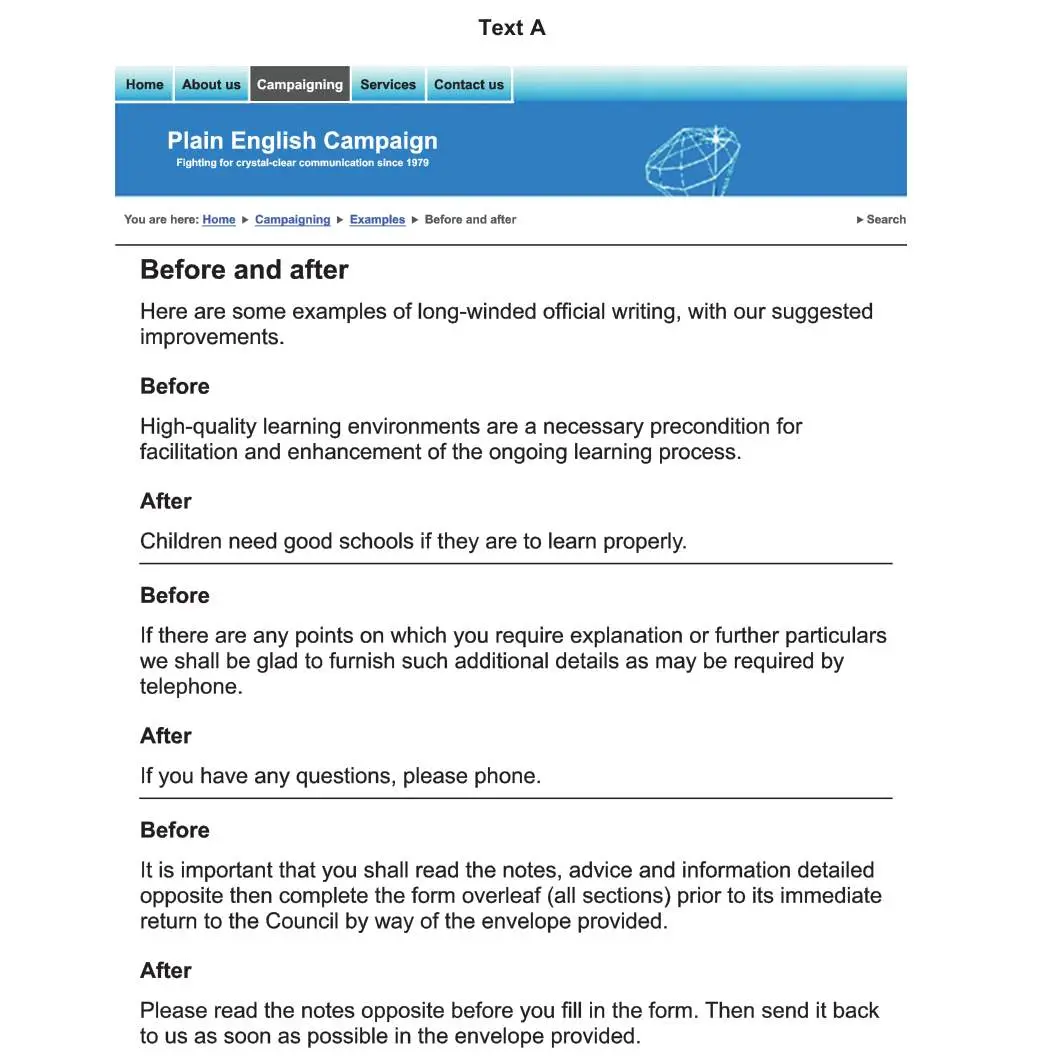 Text A
Home About us Campaigning Services Contact us
Plain English Campaign
Fighting for crystal-clear communication since 1979
You are here: Home ▸ Campaigning ▸ Examples ▸ Before and after ▸ Search
Before and after
Here are some examples of long-winded official writing, with our suggested
improvements.
Before
High-quality learning environments are a necessary precondition for
facilitation and enhancement of the ongoing learning process.
After
Children need good schools if they are to learn properly.
Before
If there are any points on which you require explanation or further particulars
we shall be glad to furnish such additional details as may be required by
telephone.
After
If you have any questions, please phone.
Before
It is important that you shall read the notes, advice and information detailed
opposite then complete the form overleaf (all sections) prior to its immediate
return to the Council by way of the envelope provided.
After
Please read the notes opposite before you fill in the form. Then send it back
to us as soon as possible in the envelope provided.